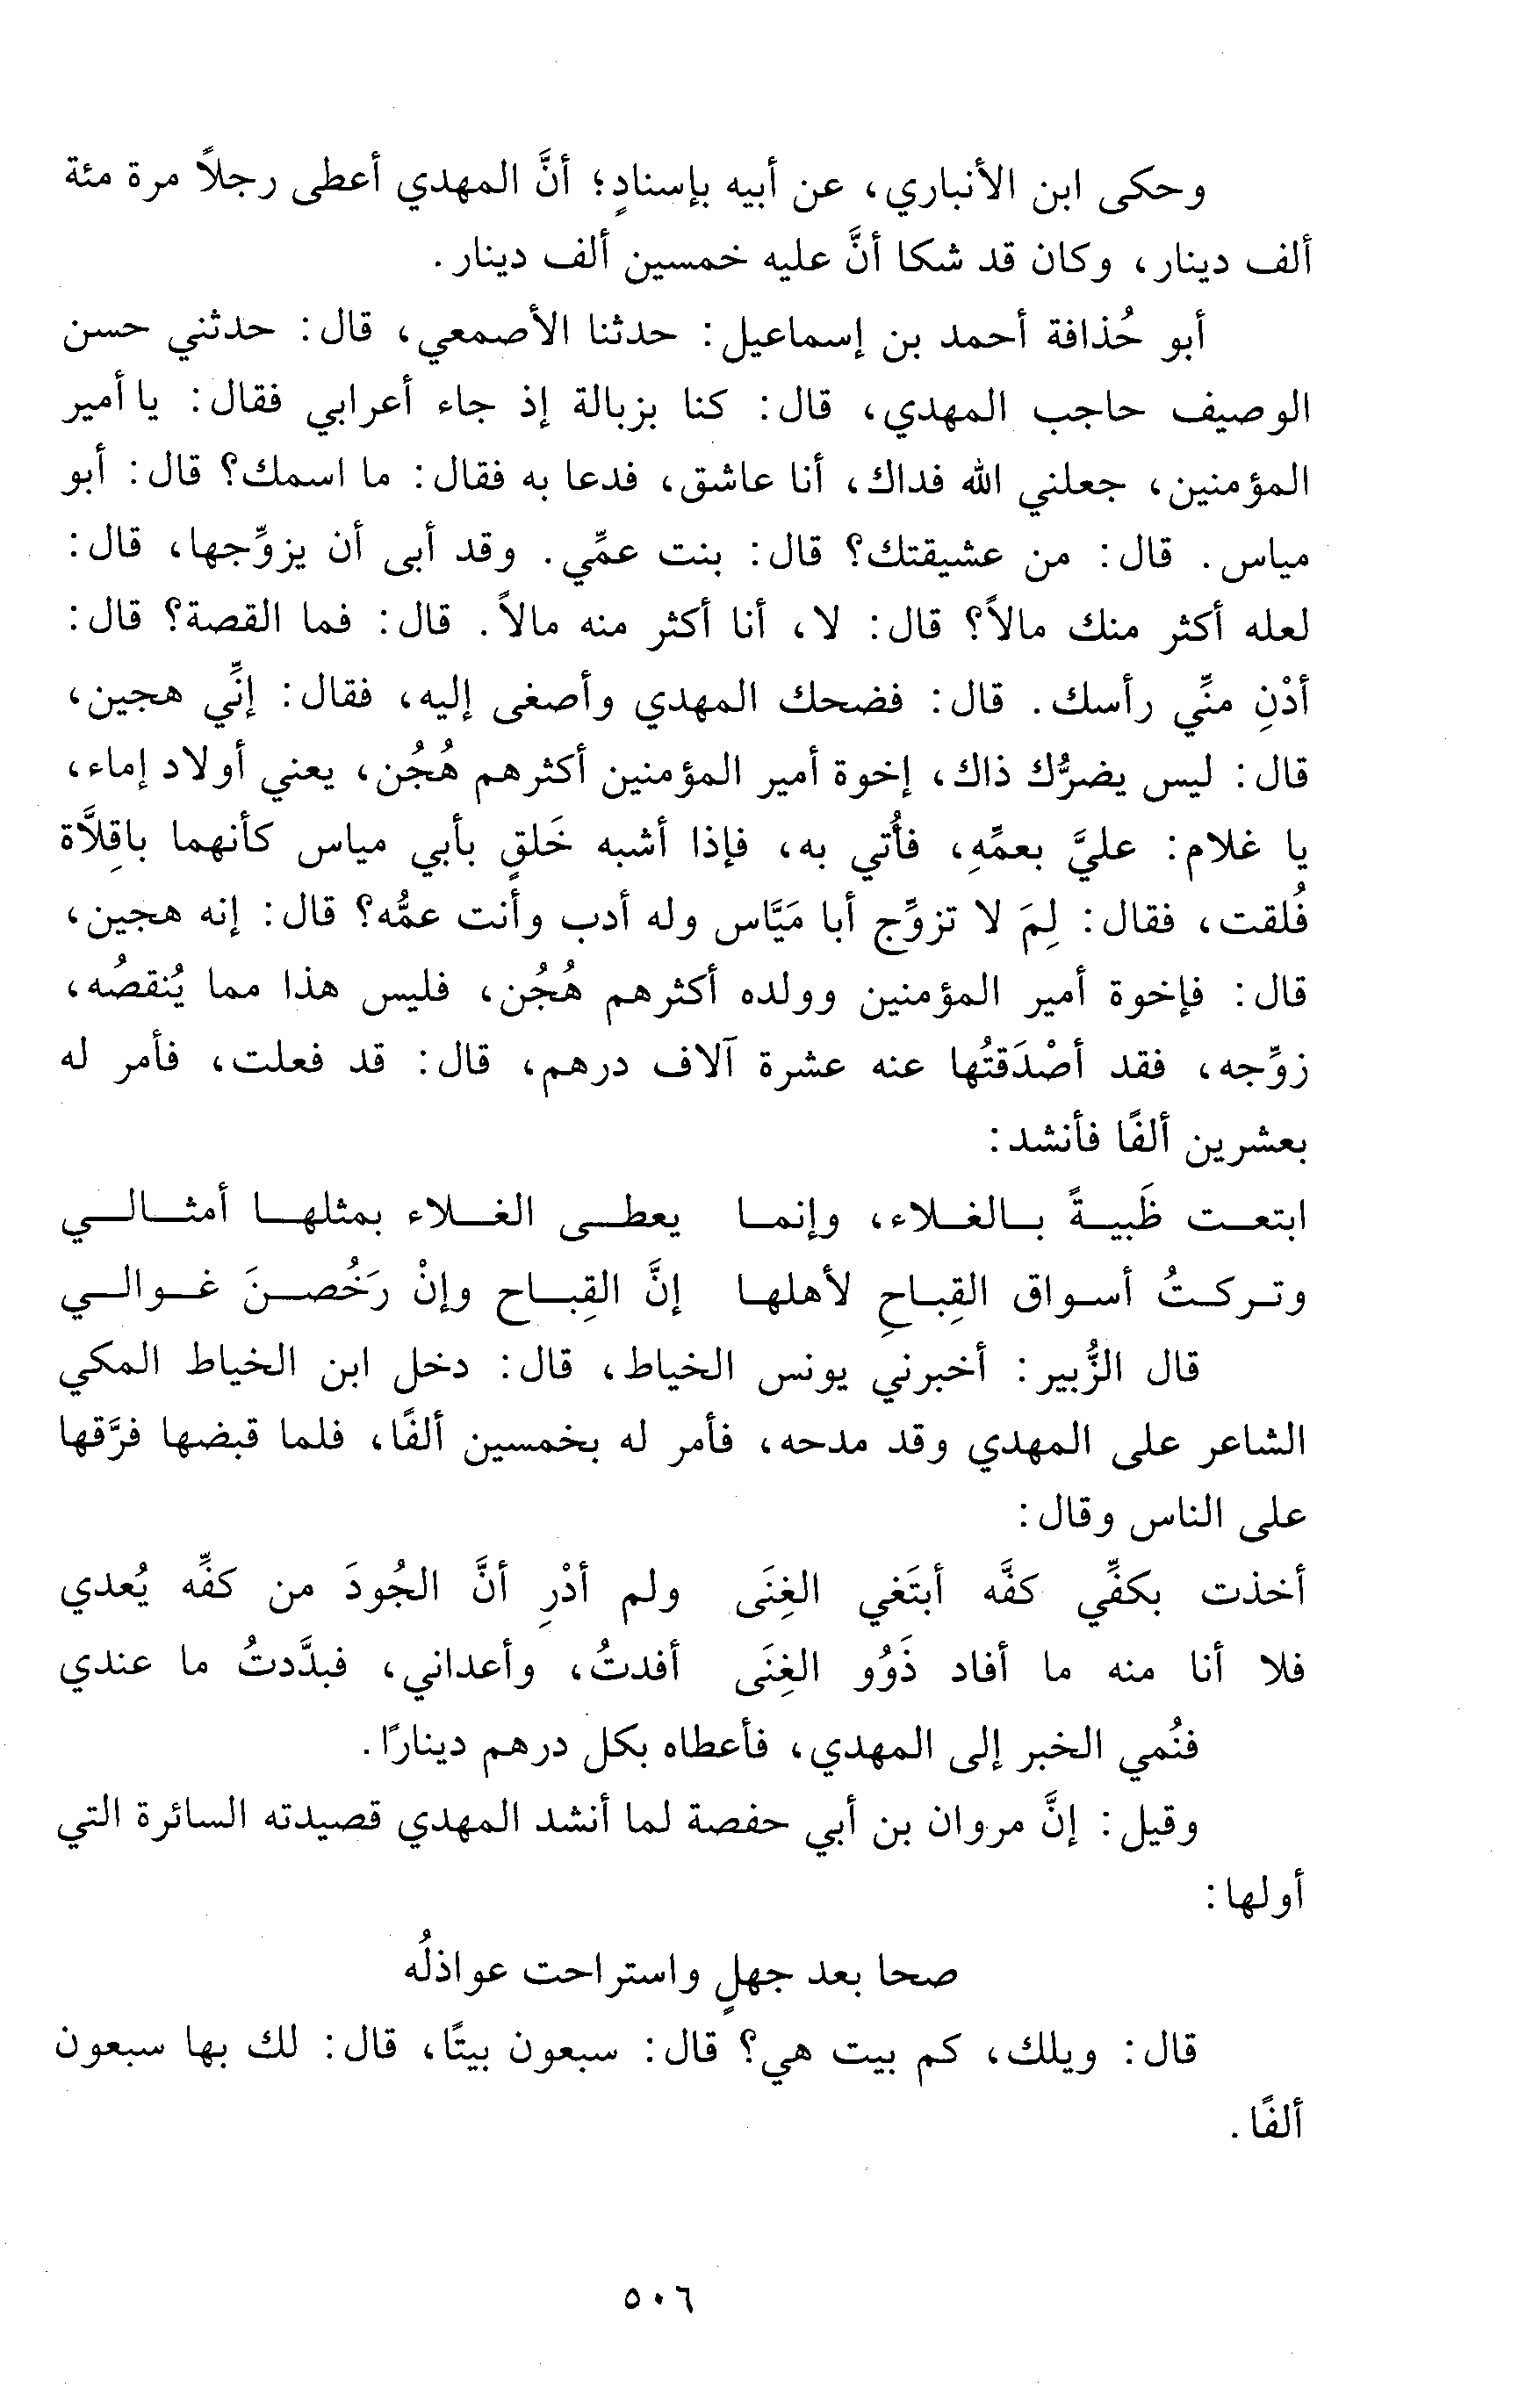 وحكى ابن الأنباري، عن أبيه بإسنادٍ؛ أنَّ المهدي أعطى رجلاً مرة مئة
ألف دينار، وكان قد شكا أنَّ عليه خمسين ألف دينار.
أبو حُذافة أحمد بن إسماعيل: حدثنا الأصمعي، قال: حدثني حسن
الوصيف حاجب المهدي، قال: كنا بزبالة إذ جاء أعرابي فقال: يا أمير
المؤمنين، جعلني الله فداك، أنا عاشق، فدعا به فقال: ما اسمك؟ قال: أبو
مياس. قال: من عشيقتك؟ قال: بنت عمِّي. وقد أبى أن يزوِّجها، قال:
لعله أكثر منك مالاً؟ قال: لا، أنا أكثر منه مالاً. قال: فما القصة؟ قال:
أدْنِ منِّي رأسك. قال: فضحك المهدي وأصغى إليه، فقال: إنِّي هجين،
قال: ليس يضرُّك ذاك، إخوة أمير المؤمنين أكثرهم هُجُن، يعني أولاد إماء،
يا غلام: عليَّ بعمِّهِ، فأُتي به، فإذا أشبه خَلقٍ بأبي مياس كأنهما باقِلاَّة
فُلقت، فقال: لِمَ لا تزوِّج أبا مَيَّاس وله أدب وأنت عمُّه؟ قال: إنه هجين،
قال: فإخوة أمير المؤمنين وولده أكثرهم هُجُن، فليس هذا مما يُنقصُه،
زوِّجه، فقد أصْدَقتُها عنه عشرة آلاف درهم، قال: قد فعلت، فأمر له
بعشرين ألفًا فأنشد:
ابتعت ظَبيةً بالغلاء، وإنما يعطى الغلاء بمثلها أمثالي
وتركتُ أسواق القِباحِ لأهلها إنَّ القِباح وإنْ رَخُصنَ غوالي
قال الزُّبير: أخبرني يونس الخياط، قال: دخل ابن الخياط المكي
الشاعر على المهدي وقد مدحه، فأمر له بخمسين ألفًا، فلما قبضها فرَّقها
على الناس وقال:
أخذت بكفِّي كفَّه أبتَغي الغِنَى ولم أدْرِ أنَّ الجُودَ من كفِّه يُعدي
فلا أنا منه ما أفاد ذَوُو الغِنَى أفدتُ، وأعداني، فبدَّدتُ ما عندي
فنُمي الخبر إلى المهدي، فأعطاه بكل درهم دينارًا.
وقيل: إنَّ مروان بن أبي حفصة لما أنشد المهدي قصيدته السائرة التي
أولها:
صحا بعد جهلٍ واستراحت عواذلُه
قال: ويلك، كم بيت هي؟ قال: سبعون بيتًا، قال: لك بها سبعون
ألفًا.
٥٠٦